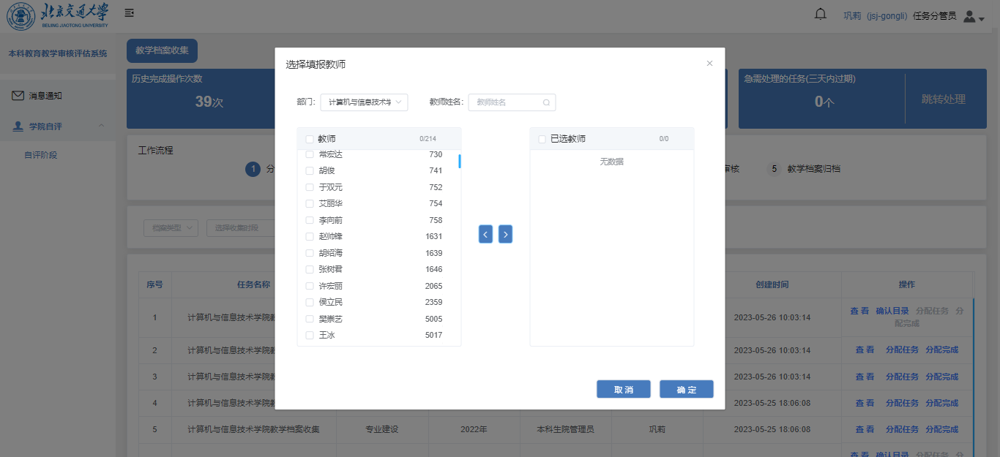 北京交通大学
BEIJING JIAOTONG UNIVERSITY
巩莉 (jsj-gongli) 任务分管员
本科教育教学审核评估系统
消息通知
学院自评
自评阶段
教学档案收集
历史完成操作次数
39次
急需处理的任务(三天内过期)
0个
跳转处理
工作流程
1 分
审核
5 教学档案归档
档案类型
选择收集时段
选择填报教师
部门:
计算机与信息技术学
教师姓名:
教师姓名
教师 0/214
常宏达 730
胡俊 741
于双元 752
艾丽华 754
李向前 758
赵帅锋 1631
胡绍海 1639
张树君 1646
许宏丽 2065
侯立民 2359
樊崇艺 5005
王冰 5017
已选教师 0/0
无数据
取 消
确 定
序号 任务名称 创建时间 操作
1 计算机与信息技术学院教 2023-05-26 10:03:14 查 看 确认目录 分配任务 分
配完成
2 计算机与信息技术学院教 2023-05-26 10:03:14 查 看 分配任务 分配完成
3 计算机与信息技术学院教 2023-05-26 10:03:14 查 看 分配任务 分配完成
4 计算机与信息技术学院教 2023-05-25 18:06:08 查 看 分配任务 分配完成
5 计算机与信息技术学院教学档案收集 专业建设 2022年 本科生院管理员 巩莉 2023-05-25 18:06:08 查 看 分配任务 分配完成
查 看 确认目录 分配任务 分